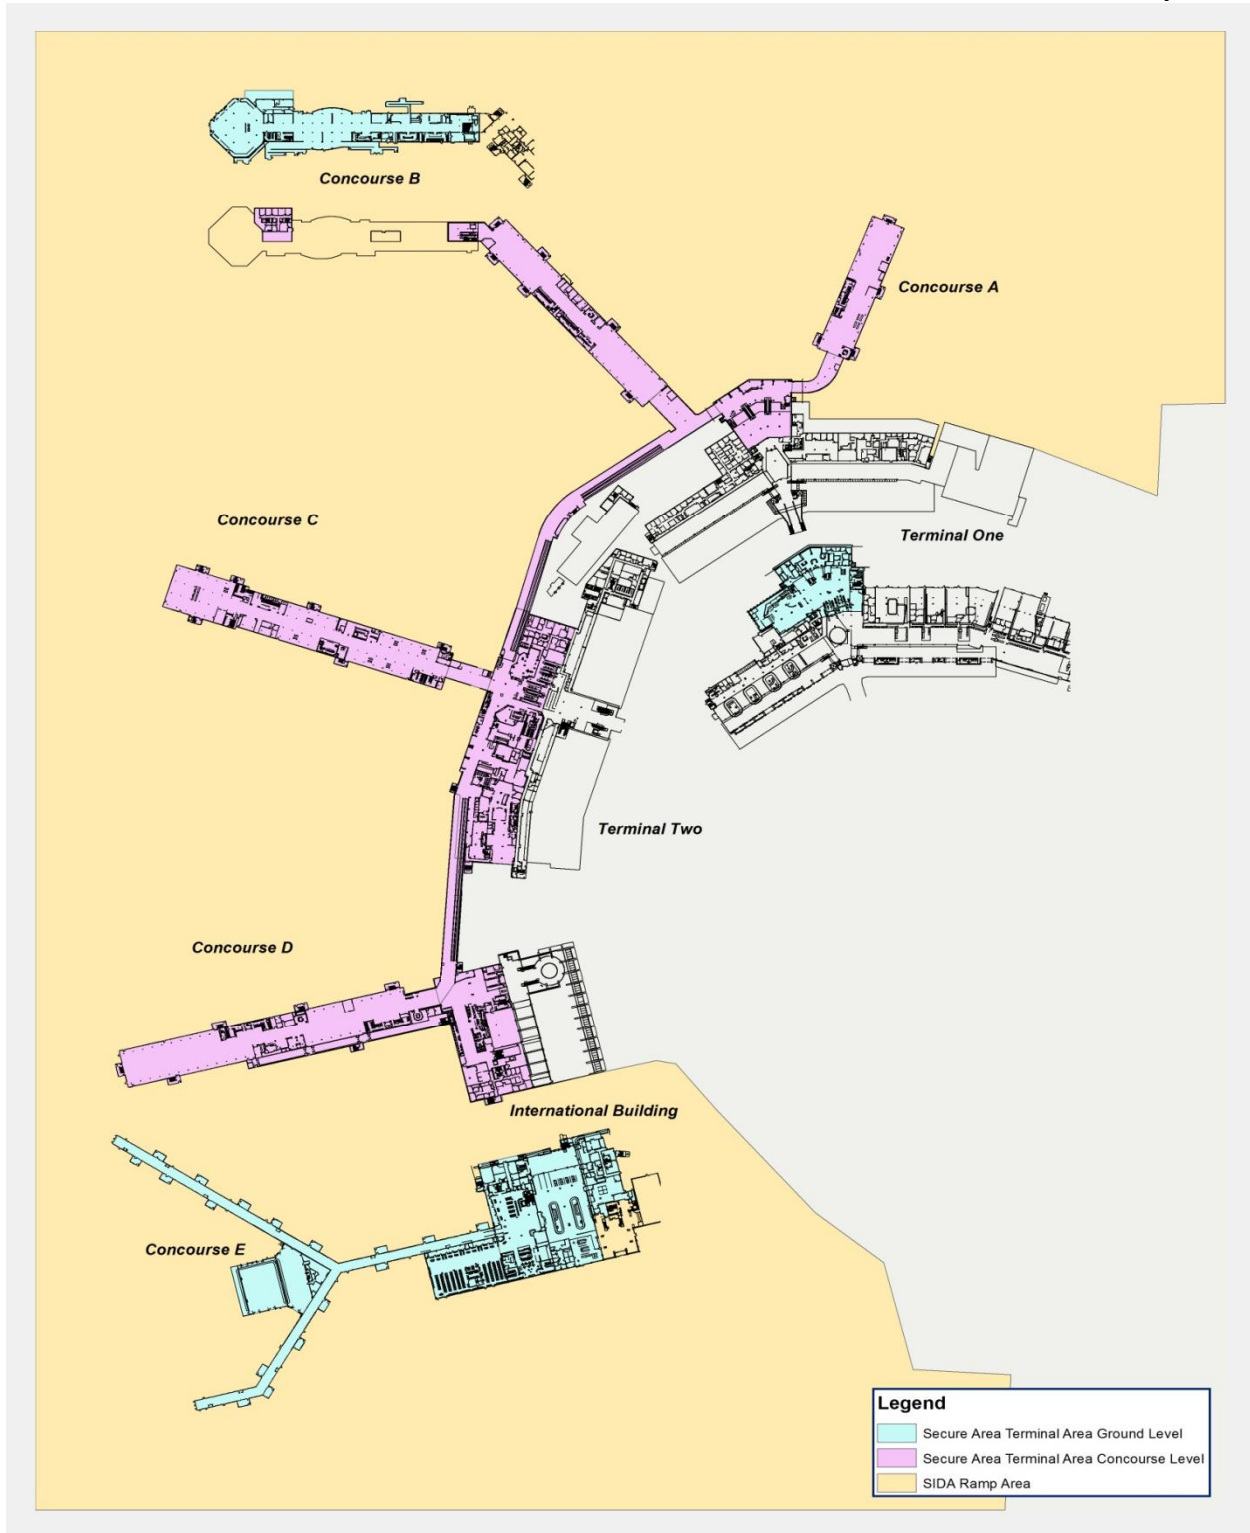 Concourse B
Concourse A
Concourse C
Terminal One
Terminal Two
Concourse D
International Building
Concourse E
Legend
Secure Area Terminal Area Ground Level
Secure Area Terminal Area Concourse Level
SIDA Ramp Area